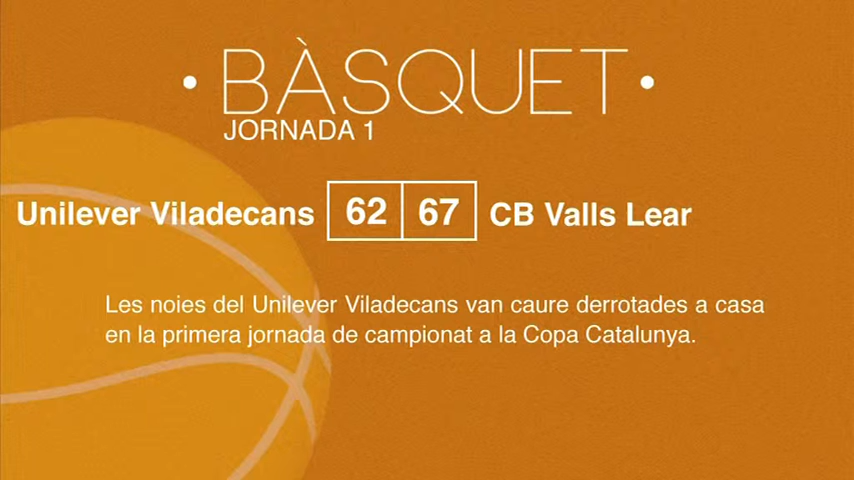 • BÀSQUET •
JORNADA 1
Unilever Viladecans 62 67 CB Valls Lear
Les noies del Unilever Viladecans van caure derrotades a casa
en la primera jornada de campionat a la Copa Catalunya.